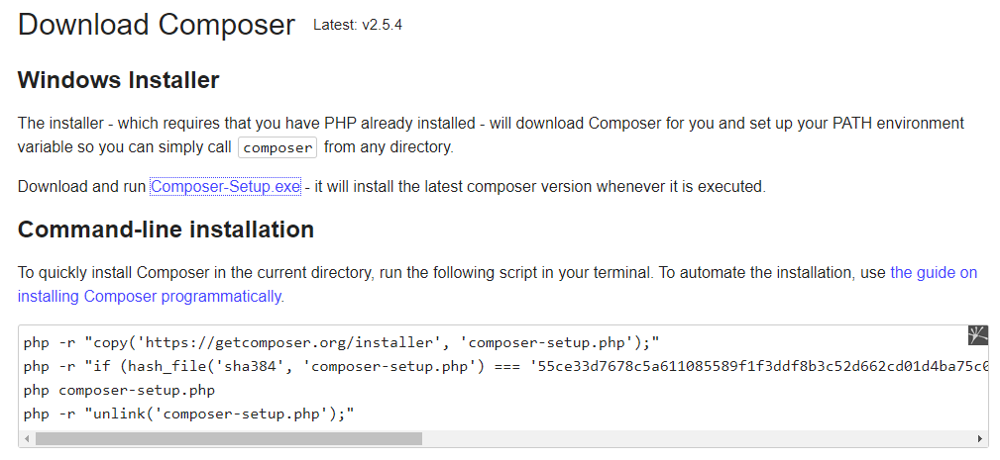 Download Composer Latest: v2.5.4
Windows Installer
The installer - which requires that you have PHP already installed - will download Composer for you and set up your PATH environment
variable so you can simply call composer from any directory.
Download and run Composer-Setup.exe - it will install the latest composer version whenever it is executed.
Command-line installation
To quickly install Composer in the current directory, run the following script in your terminal. To automate the installation, use the guide on
installing Composer programmatically.
php -r "copy('https://getcomposer.org/installer', 'composer-setup.php');"
php -r "if (hash_file('sha384', 'composer-setup.php') === '55ce33d7678c5a611085589f1f3ddf8b3c52d662cd01d4ba75c0
php composer-setup.php
php -r "unlink('composer-setup.php');"